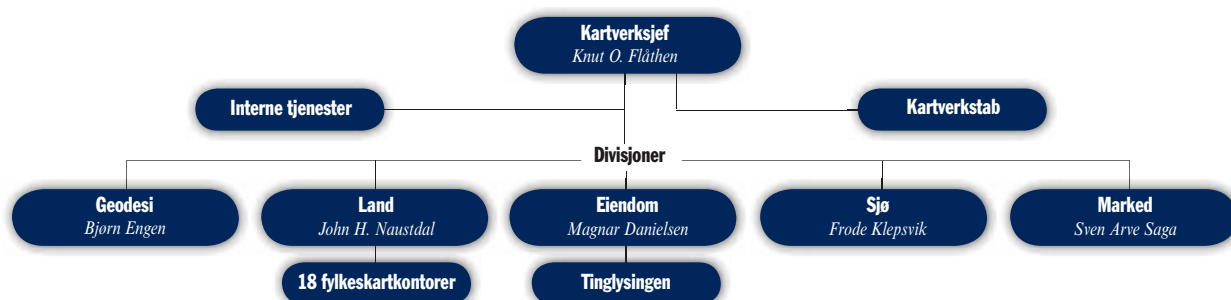 Kartverksjef
Knut O. Flåthen
Interne tjenester
Kartverkstab
Divisjoner
Geodesi
Bjørn Engen
Land
John H. Naustdal
Eiendom
Magnar Danielsen
Sjø
Frode Klepsvik
Marked
Sven Arve Saga
18 fylkeskartkontorer
Tinglysingen